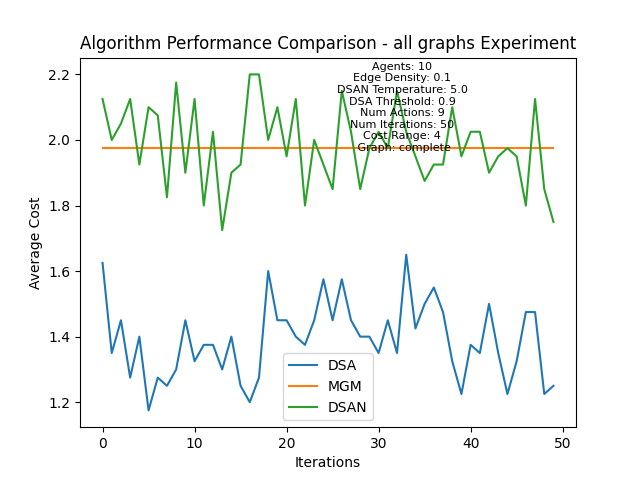 Algorithm Performance Comparison - all graphs Experiment
Agents: 10
Edge Density: 0.1
DSAN Temperature: 5.0
DSA Threshold: 0.9
Num Actions: 9
Num Iterations: 50
Cost Range: 4
Graph: complete
2.2
2.0
1.8
1.6
1.4
1.2
Average Cost
DSA
MGM
DSAN
0 10 20 30 40 50
Iterations